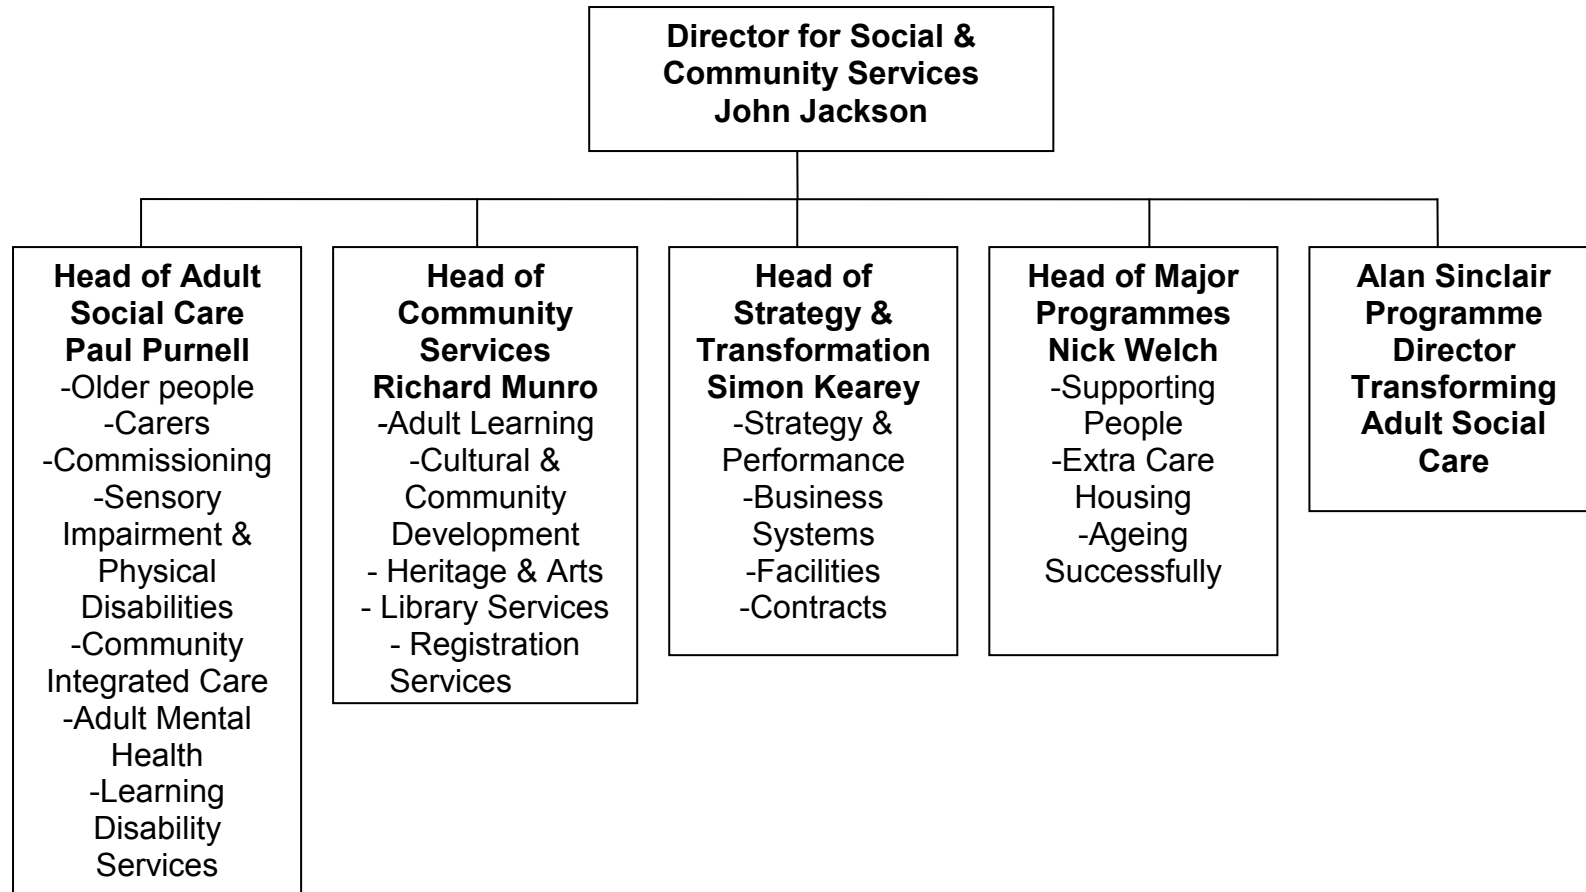 Director for Social &
Community Services
John Jackson
Head of Adult
Social Care
Paul Purnell
-Older people
-Carers
-Commissioning
-Sensory
Impairment &
Physical
Disabilities
-Community
Integrated Care
-Adult Mental
Health
-Learning
Disability
Services
Head of
Community
Services
Richard Munro
-Adult Learning
-Cultural &
Community
Development
- Heritage & Arts
- Library Services
- Registration
Services
Head of
Strategy &
Transformation
Simon Kearey
-Strategy &
Performance
-Business
Systems
-Facilities
-Contracts
Head of Major
Programmes
Nick Welch
-Supporting
People
-Extra Care
Housing
-Ageing
Successfully
Alan Sinclair
Programme
Director
Transforming
Adult Social
Care